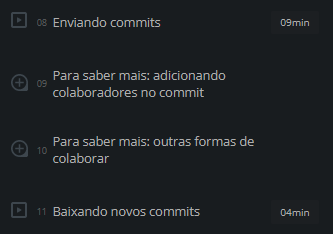 08 Enviando commits 09min
09 Para saber mais: adicionando
colaboradores no commit
10 Para saber mais: outras formas de
colaborar
11 Baixando novos commits 04min